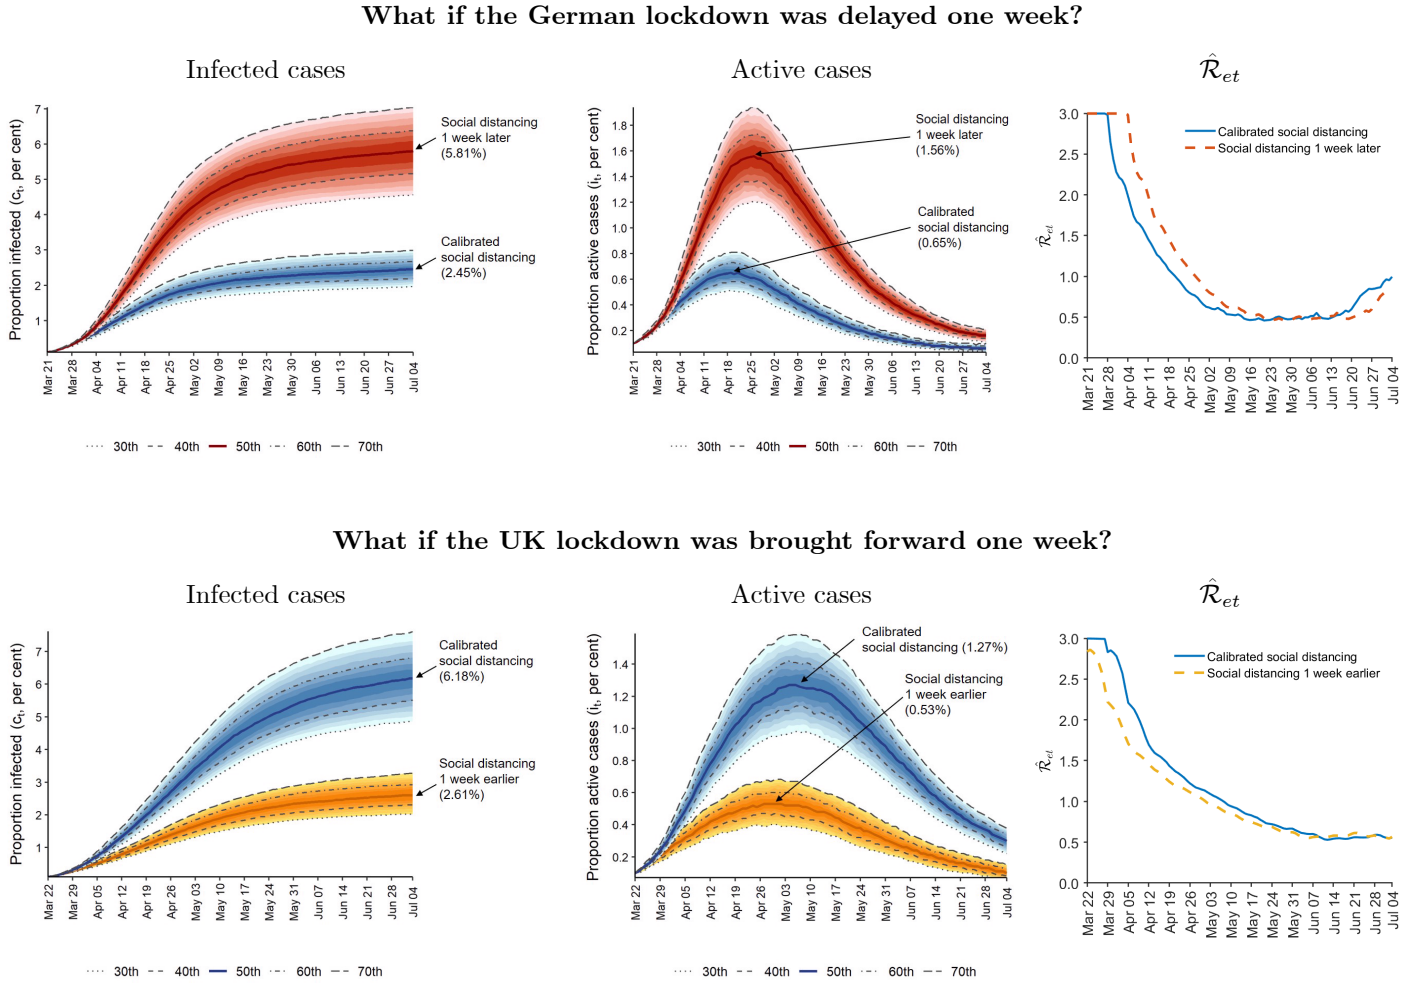 What if the German lockdown was delayed one week?
Infected cases
Active cases
R̂et
Proportion infected (ct, per cent)
7
6
5
4
3
2
1
Mar 21
Mar 28
Apr 04
Apr 11
Apr 18
Apr 25
May 02
May 09
May 16
May 23
May 30
Jun 06
Jun 13
Jun 20
Jun 27
Jul 04
Social distancing
1 week later
(5.81%)
Calibrated
social distancing
(2.45%)
30th
40th
50th
60th
70th
Proportion active cases (it, per cent)
1.8
1.6
1.4
1.2
1.0
0.8
0.6
0.4
0.2
Mar 21
Mar 28
Apr 04
Apr 11
Apr 18
Apr 25
May 02
May 09
May 16
May 23
May 30
Jun 06
Jun 13
Jun 20
Jun 27
Jul 04
Social distancing
1 week later
(1.56%)
Calibrated
social distancing
(0.65%)
30th
40th
50th
60th
70th
R̂et
3.0
2.5
2.0
1.5
1.0
0.5
0.0
Mar 21
Mar 28
Apr 04
Apr 11
Apr 18
Apr 25
May 02
May 09
May 16
May 23
May 30
Jun 06
Jun 13
Jun 20
Jun 27
Jul 04
Calibrated social distancing
Social distancing 1 week later
What if the UK lockdown was brought forward one week?
Infected cases
Active cases
R̂et
Proportion infected (ct, per cent)
7
6
5
4
3
2
1
Mar 22
Mar 29
Apr 05
Apr 12
Apr 19
Apr 26
May 03
May 10
May 17
May 24
May 31
Jun 07
Jun 14
Jun 21
Jun 28
Jul 04
Calibrated
social distancing
(6.18%)
Social distancing
1 week earlier
(2.61%)
30th
40th
50th
60th
70th
Proportion active cases (it, per cent)
1.4
1.2
1.0
0.8
0.6
0.4
0.2
Mar 22
Mar 29
Apr 05
Apr 12
Apr 19
Apr 26
May 03
May 10
May 17
May 24
May 31
Jun 07
Jun 14
Jun 21
Jun 28
Jul 04
Calibrated
social distancing (1.27%)
Social distancing
1 week earlier
(0.53%)
30th
40th
50th
60th
70th
R̂et
3.0
2.5
2.0
1.5
1.0
0.5
0.0
Mar 22
Mar 29
Apr 05
Apr 12
Apr 19
Apr 26
May 03
May 10
May 17
May 24
May 31
Jun 07
Jun 14
Jun 21
Jun 28
Jul 04
Calibrated social distancing
Social distancing 1 week earlier